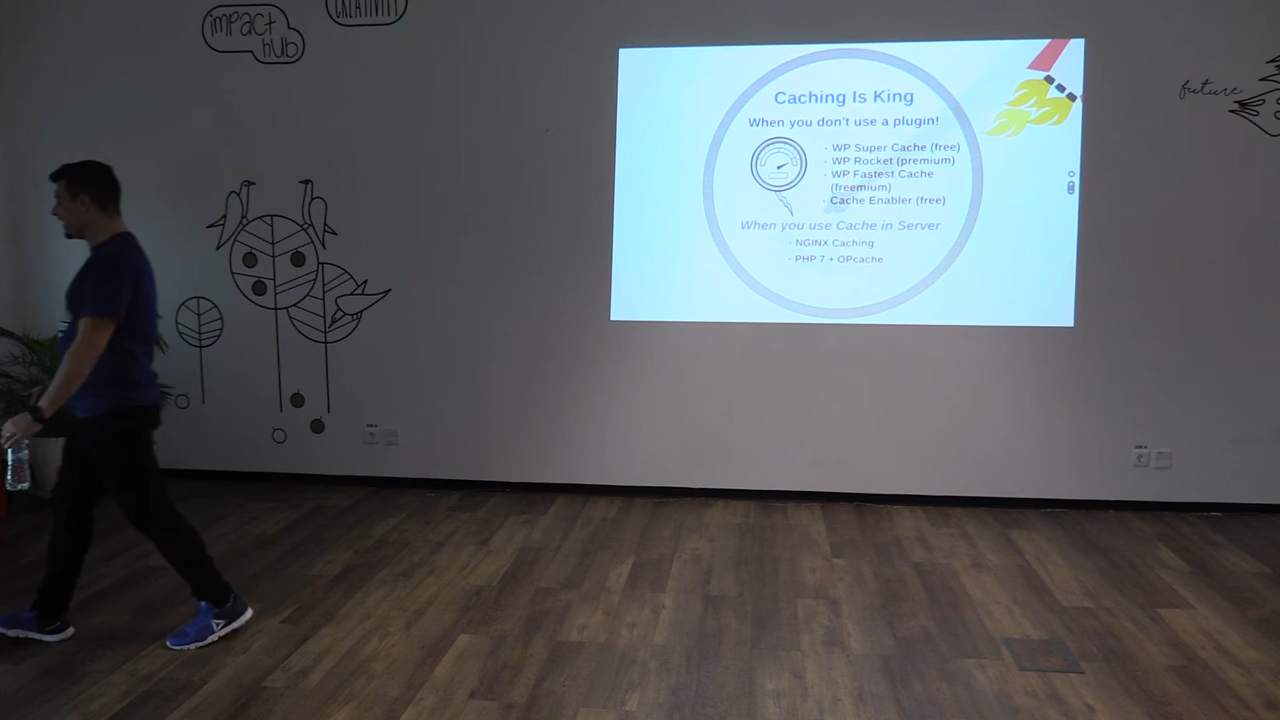 CREATIVITY
impact
hub
future
Caching Is King
When you don't use a plugin!
- WP Super Cache (free)
- WP Rocket (premium)
- WP Fastest Cache
(freemium)
- Cache Enabler (free)
When you use Cache in Server
- NGINX Caching
- PHP 7 + OPcache